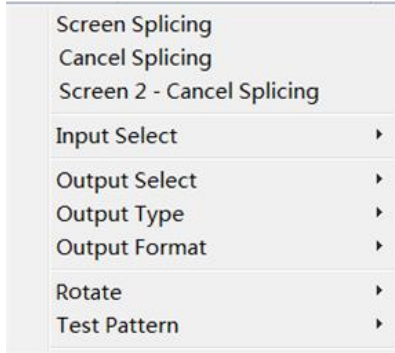 Screen Splicing
Cancel Splicing
Screen 2 - Cancel Splicing
Input Select
Output Select
Output Type
Output Format
Rotate
Test Pattern